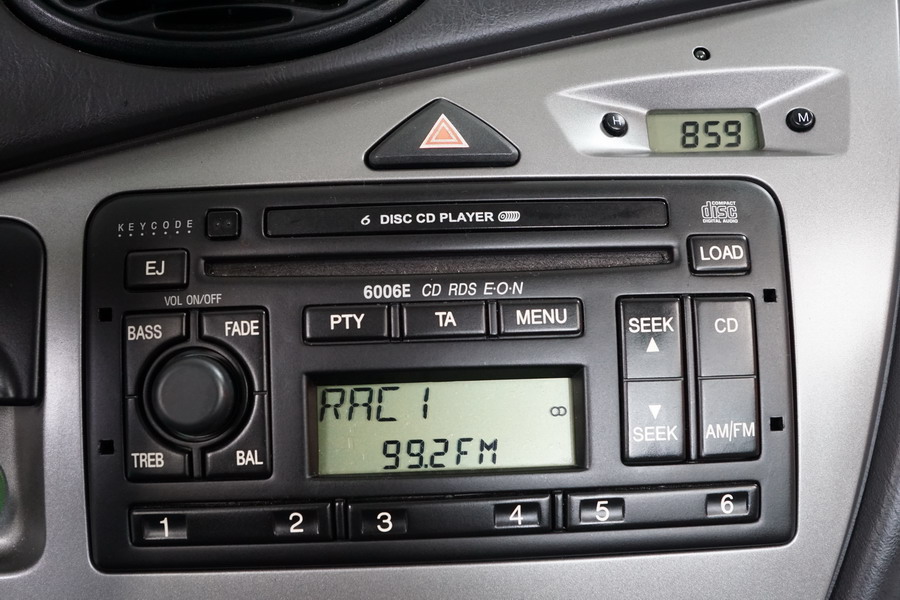 H 859 M
KEYCODE
6 DISC CD PLAYER
COMPACT
disc
DIGITAL AUDIO
EJ
LOAD
VOL ON/OFF
6006E CD RDS E·O·N
BASS FADE
PTY TA MENU
SEEK CD
RAC 1
99.2 FM
SEEK AM/FM
TREB BAL
1 2 3 4 5 6